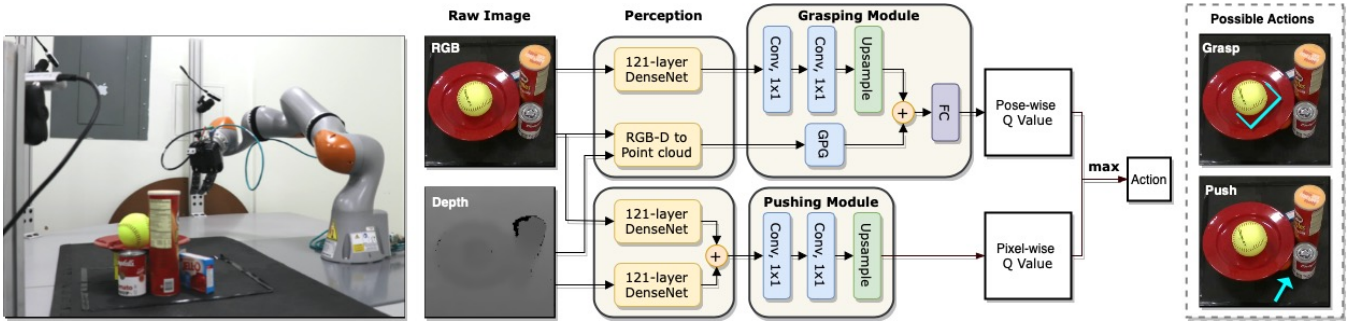 Raw Image
Perception
Grasping Module
Possible Actions
RGB
121-layer
DenseNet
Conv, 1x1
Conv, 1x1
Upsample
+
FC
Pose-wise
Q Value
Grasp
RGB-D to
Point cloud
GPG
max
Action
Depth
Pushing Module
Push
121-layer
DenseNet
+
121-layer
DenseNet
Conv, 1x1
Conv, 1x1
Upsample
Pixel-wise
Q Value